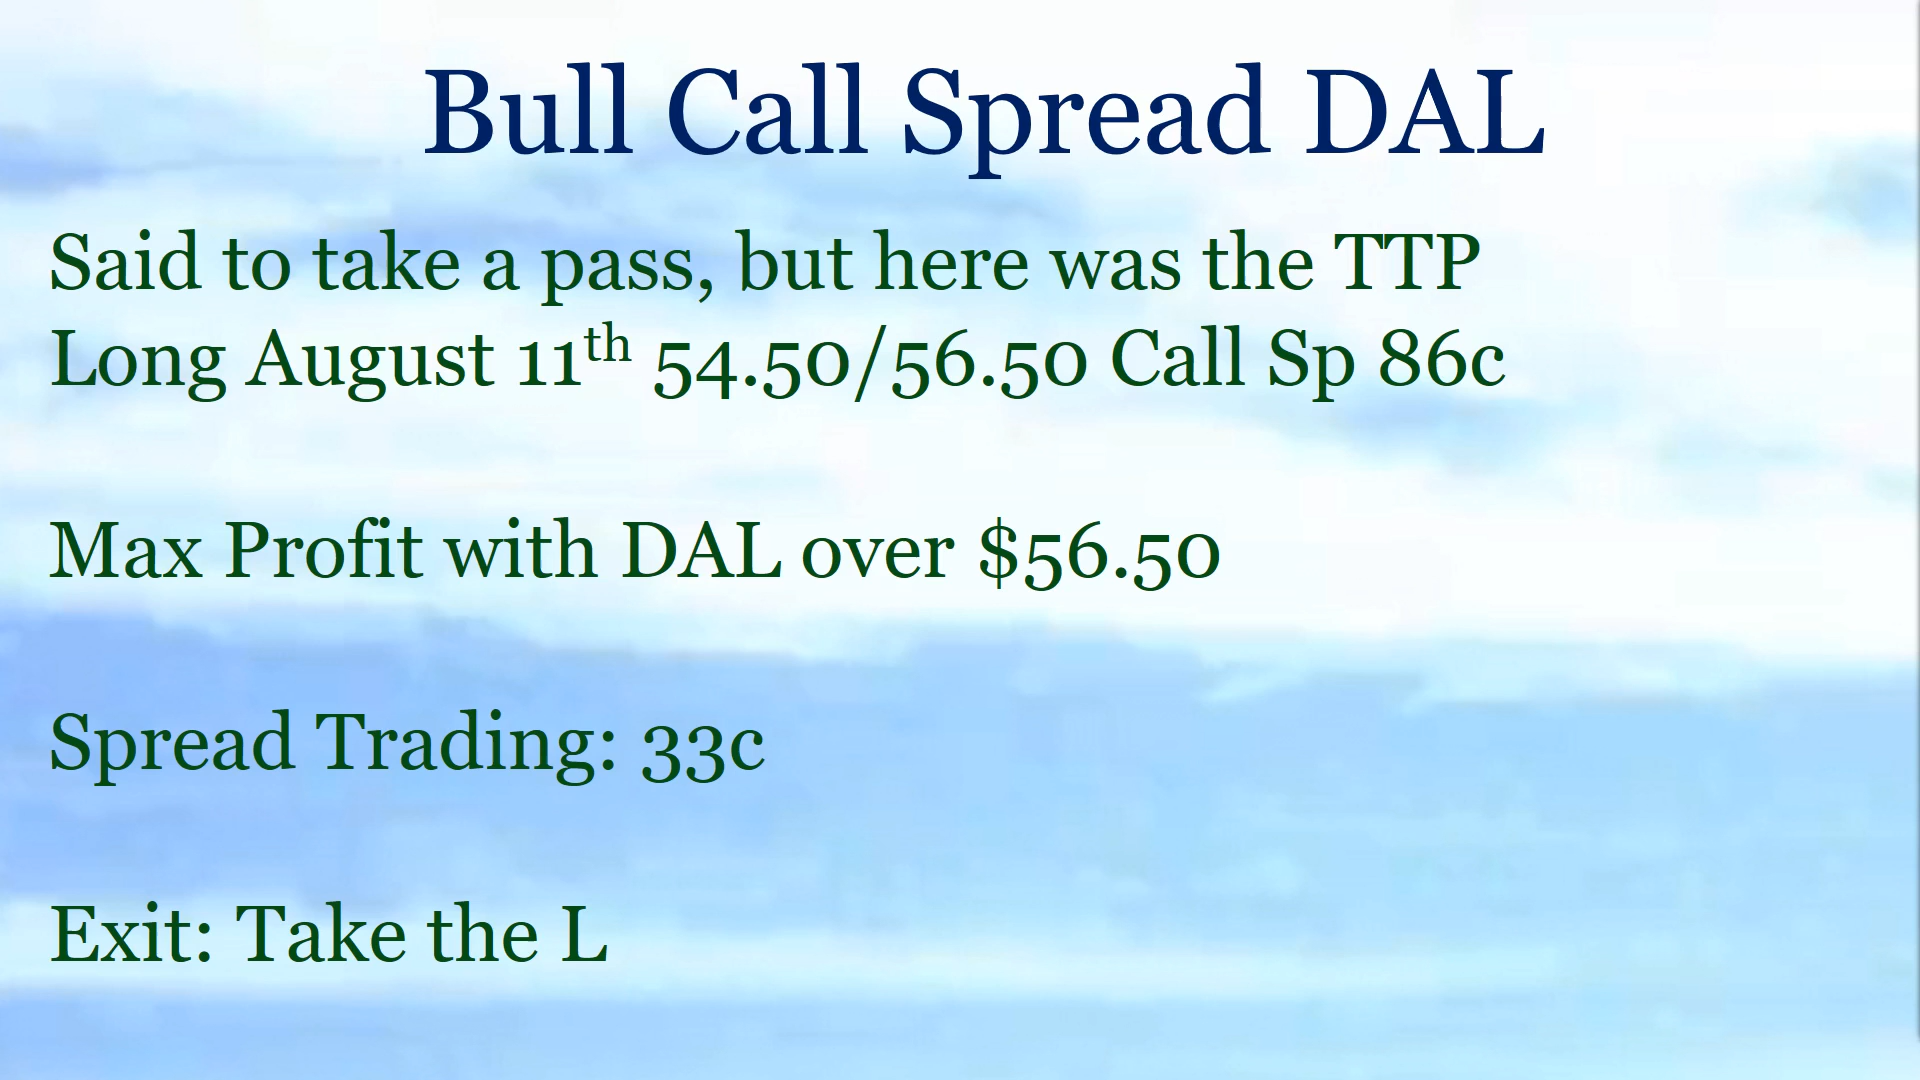 Bull Call Spread DAL
Said to take a pass, but here was the TTP
Long August 11th 54.50/56.50 Call Sp 86c
Max Profit with DAL over $56.50
Spread Trading: 33c
Exit: Take the L